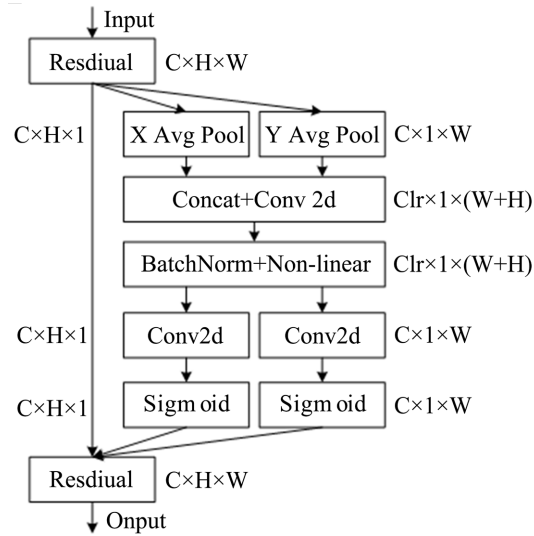 Input
Resdiual C×H×W
C×H×1 X Avg Pool Y Avg Pool C×1×W
Concat+Conv 2d Clr×1×(W+H)
BatchNorm+Non-linear Clr×1×(W+H)
C×H×1 Conv2d Conv2d C×1×W
C×H×1 Sigm oid Sigm oid C×1×W
Resdiual C×H×W
Onput